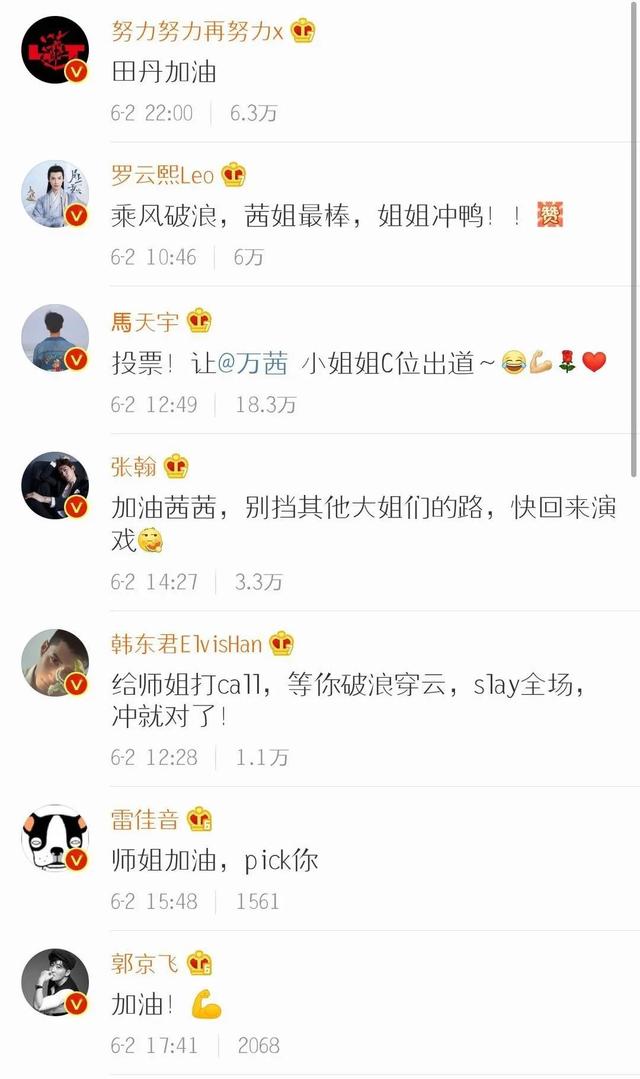 努力努力再努力x
田丹加油
6-2 22:00 6.3万
罗云熙Leo
乘风破浪，茜姐最棒，姐姐冲鸭！！赞
6-2 10:46 6万
馬天宇
投票！让@万茜 小姐姐C位出道～😂💪🌹❤️
6-2 12:49 18.3万
张翰
加油茜茜，别挡其他大姐们的路，快回来演
戏🤔
6-2 14:27 3.3万
韩东君ElvisHan
给师姐打call，等你破浪穿云，slay全场，
冲就对了！
6-2 12:28 1.1万
雷佳音
师姐加油，pick你
6-2 15:48 1561
郭京飞
加油！💪
6-2 17:41 2068